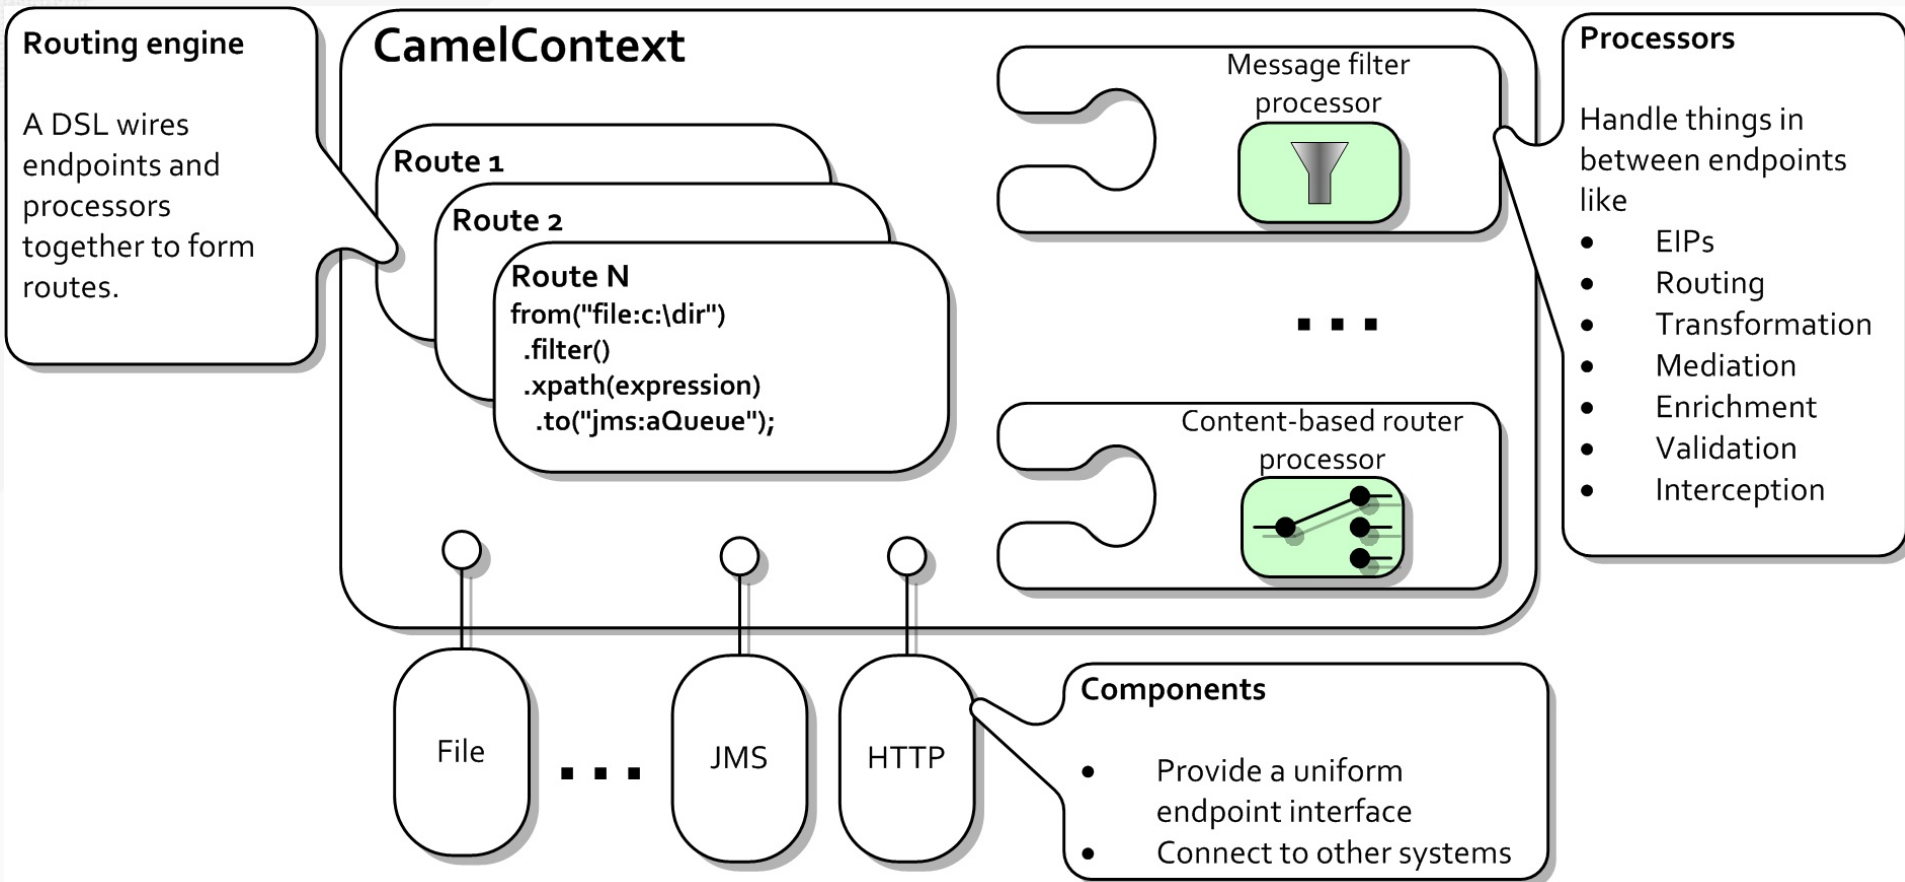 Routing engine
A DSL wires
endpoints and
processors
together to form
routes.
CamelContext
Route 1
Route 2
Route N
from("file:c:\dir")
.filter()
.xpath(expression)
.to("jms:aQueue");
Message filter
processor
...
Content-based router
processor
Processors
Handle things in
between endpoints
like
• EIPs
• Routing
• Transformation
• Mediation
• Enrichment
• Validation
• Interception
File
...
JMS
HTTP
Components
• Provide a uniform
endpoint interface
• Connect to other systems